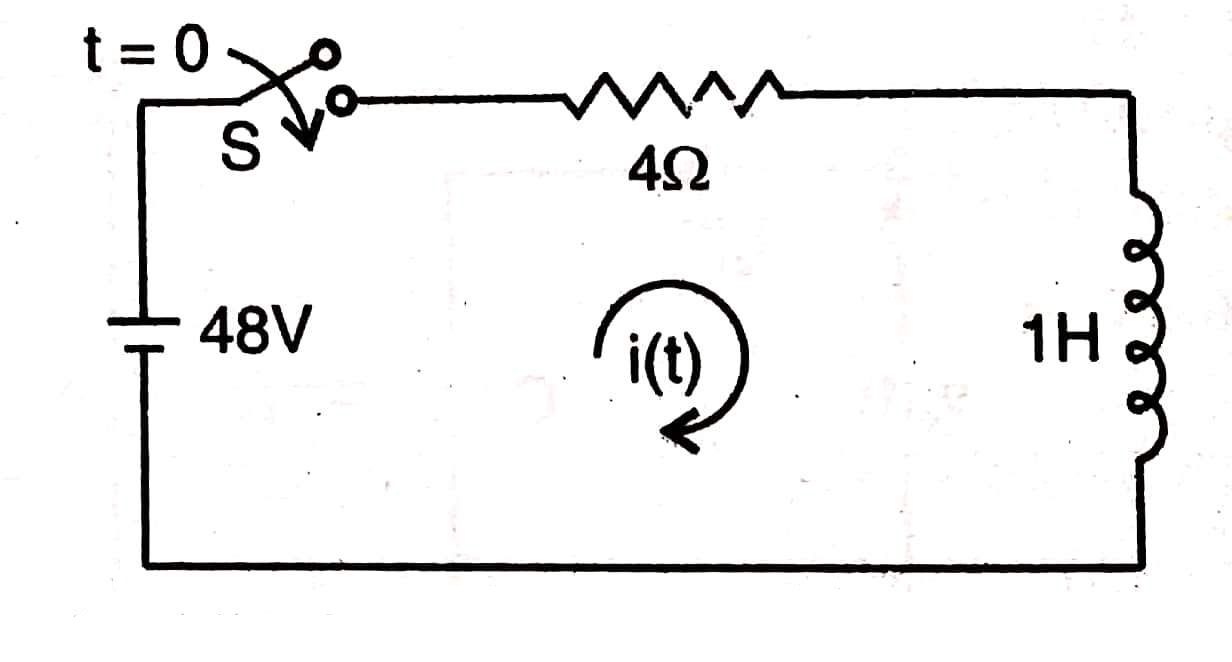 t = 0
S
4Ω
48V
i(t)
1H